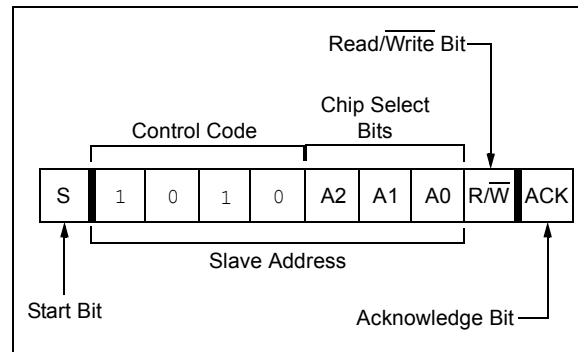 Read/Write Bit
Chip Select
Bits
Control Code
S 1 0 1 0 A2 A1 A0 R/W ACK
Slave Address
Start Bit
Acknowledge Bit